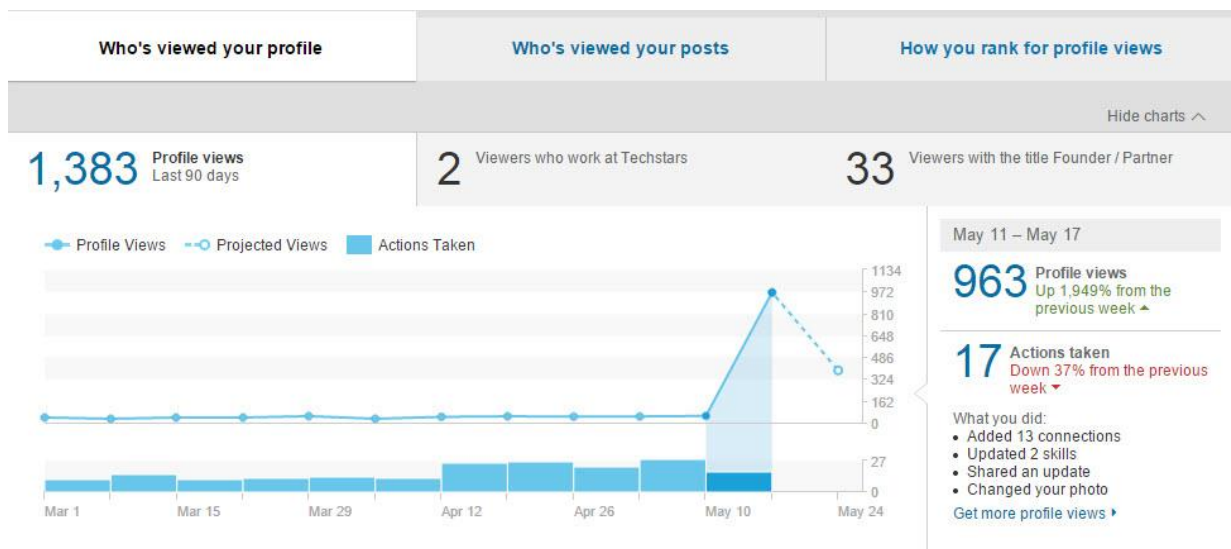 Who's viewed your profile
Who's viewed your posts
How you rank for profile views
Hide charts
1,383 Profile views
Last 90 days
2 Viewers who work at Techstars
33 Viewers with the title Founder / Partner
Profile Views
Projected Views
Actions Taken
1134
972
810
648
486
324
162
0
27
0
Mar 1
Mar 15
Mar 29
Apr 12
Apr 26
May 10
May 24
May 11 – May 17
963 Profile views
Up 1,949% from the
previous week
17 Actions taken
Down 37% from the previous
week
What you did:
• Added 13 connections
• Updated 2 skills
• Shared an update
• Changed your photo
Get more profile views